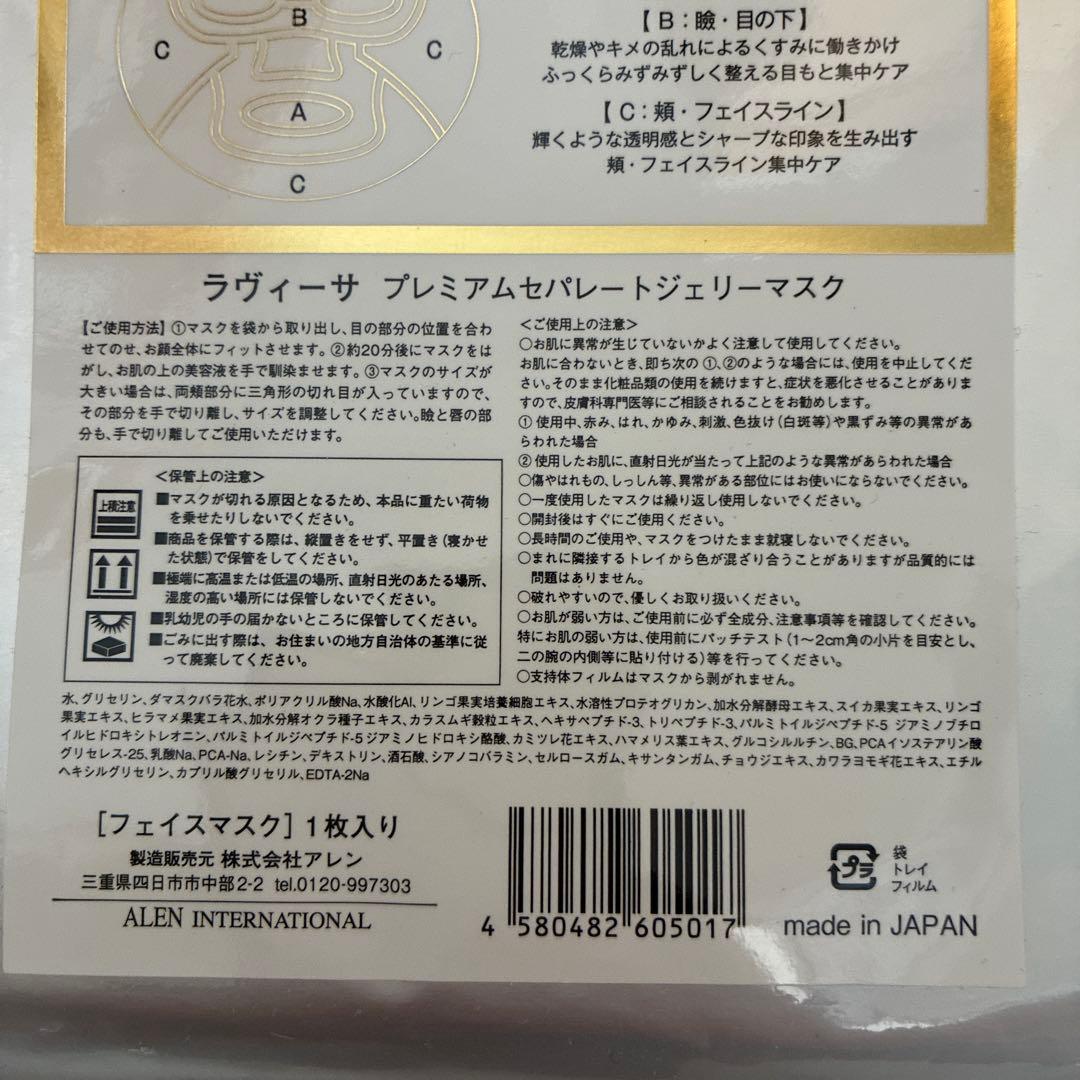 B
C
C
A
C
【B：瞼・目の下】
乾燥やキメの乱れによるくすみに働きかけ
ふっくらみずみずしく整える目もと集中ケア
【C：頬・フェイスライン】
輝くような透明感とシャープな印象を生み出す
頬・フェイスライン集中ケア
ラヴィーサ プレミアムセパレートジェリーマスク
【ご使用方法】①マスクを袋から取り出し、目の部分の位置を合わ
せてのせ、お顔全体にフィットさせます。②約20分後にマスクをは
がし、お肌の上の美容液を手で馴染ませます。③マスクのサイズが
大きい場合は、両頬部分に三角形の切れ目が入っていますので、
その部分を手で切り離し、サイズを調整してください。瞼と唇の部
分も、手で切り離してご使用いただけます。
＜保管上の注意＞
上積注意
■マスクが切れる原因となるため、本品に重たい荷物
を乗せたりしないでください。
■商品を保管する際は、縦置きをせず、平置き（寝かせ
た状態）で保管をしてください。
■極端に高温または低温の場所、直射日光のあたる場所、
湿度の高い場所には保管しないでください。
■乳幼児の手の届かないところに保管してください。
■ごみに出す際は、お住まいの地方自治体の基準に従
って廃棄してください。
＜ご使用上の注意＞
○お肌に異常が生じていないかよく注意して使用してください。
お肌に合わないとき、即ち次の①、②のような場合には、使用を中止してくだ
さい。そのまま化粧品類の使用を続けますと、症状を悪化させることがありま
すので、皮膚科専門医等にご相談されることをお勧めします。
① 使用中、赤み、はれ、かゆみ、刺激、色抜け（白斑等）や黒ずみ等の異常があ
らわれた場合
② 使用したお肌に、直射日光が当たって上記のような異常があらわれた場合
○傷やはれもの、しっしん等、異常がある部位にはお使いにならないでください。
○一度使用したマスクは繰り返し使用しないでください。
○開封後はすぐにご使用ください。
○長時間のご使用や、マスクをつけたまま就寝しないでください。
○まれに隣接するトレイから色が混ざり合うことがありますが品質的には
問題はありません。
○破れやすいので、優しくお取り扱いください。
○お肌が弱い方は、ご使用前に必ず全成分、注意事項等を確認してください。
特にお肌の弱い方は、使用前にパッチテスト（1〜2cm角の小片を目安とし、
二の腕の内側等に貼り付ける）等を行ってください。
○支持体フィルムはマスクから剥がれません。
水、グリセリン、ダマスクバラ花水、ポリアクリル酸Na、水酸化Al、リンゴ果実培養細胞エキス、水溶性プロテオグリカン、加水分解酵母エキス、スイカ果実エキス、リンゴ
果実エキス、ヒラマメ果実エキス、加水分解オクラ種子エキス、カラスムギ穀粒エキス、ヘキサペプチド-3、トリペプチド-3、パルミトイルジペプチド-5 ジアミノブチロ
イルヒドロキシトレオニン、パルミトイルジペプチド-5 ジアミノヒドロキシ酪酸、カミツレ花エキス、ハマメリス葉エキス、グルコシルルチン、BG、PCAイソステアリン酸
グリセレス-25、乳酸Na、PCA-Na、レシチン、デキストリン、酒石酸、シアノコバラミン、セルロースガム、キサンタンガム、チョウジエキス、カワラヨモギ花エキス、エチル
ヘキシルグリセリン、カプリル酸グリセリル、EDTA-2Na
［フェイスマスク］1枚入り
製造販売元 株式会社アレン
三重県四日市市中部2-2 tel.0120-997303
ALEN INTERNATIONAL
4 580482 605017
プラ
袋
トレイ
フィルム
made in JAPAN